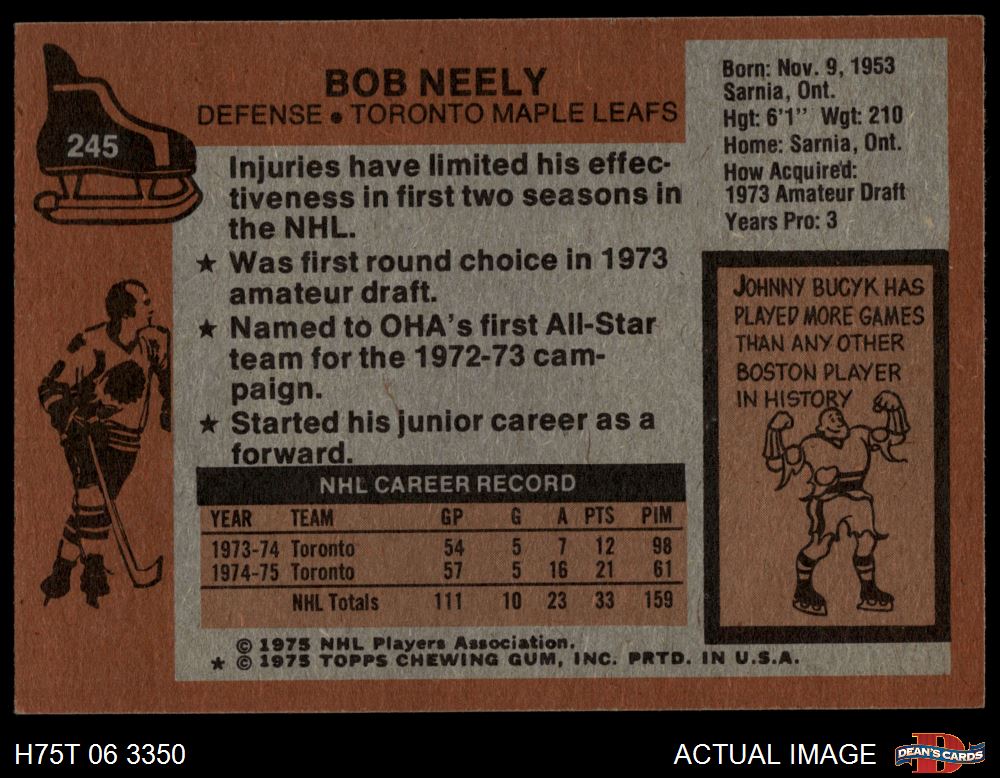 245
BOB NEELY
DEFENSE • TORONTO MAPLE LEAFS
Injuries have limited his effec-
tiveness in first two seasons in
the NHL.
★ Was first round choice in 1973
amateur draft.
★ Named to OHA's first All-Star
team for the 1972-73 cam-
paign.
★ Started his junior career as a
forward.
Born: Nov. 9, 1953
Sarnia, Ont.
Hgt: 6'1" Wgt: 210
Home: Sarnia, Ont.
How Acquired:
1973 Amateur Draft
Years Pro: 3
JOHNNY BUCYK HAS
PLAYED MORE GAMES
THAN ANY OTHER
BOSTON PLAYER
IN HISTORY
NHL CAREER RECORD
YEAR TEAM GP G A PTS PIM
1973-74 Toronto 54 5 7 12 98
1974-75 Toronto 57 5 16 21 61
NHL Totals 111 10 23 33 159
© 1975 NHL Players Association.
★ © 1975 TOPPS CHEWING GUM, INC. PRTD. IN U.S.A.
H75T 06 3350
ACTUAL IMAGE
D
DEAN'S CARDS